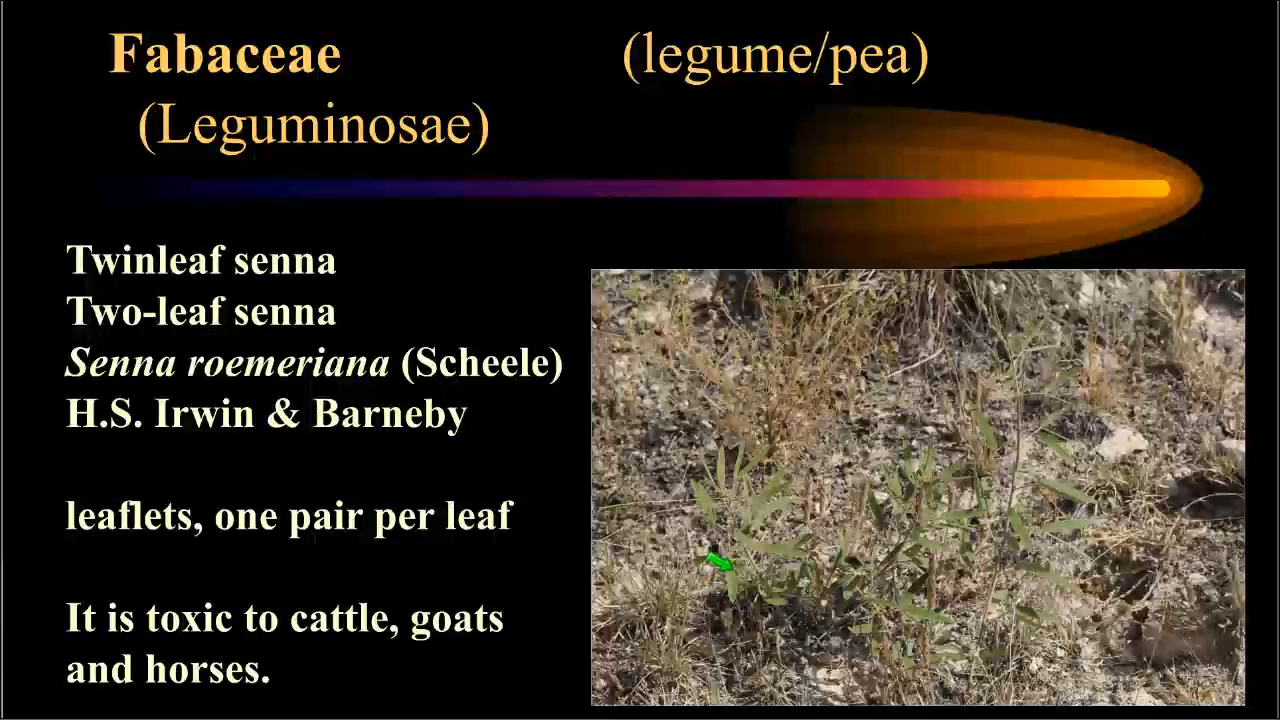 Fabaceae (legume/pea)
(Leguminosae)
Twinleaf senna
Two-leaf senna
Senna roemeriana (Scheele)
H.S. Irwin & Barneby
leaflets, one pair per leaf
It is toxic to cattle, goats
and horses.